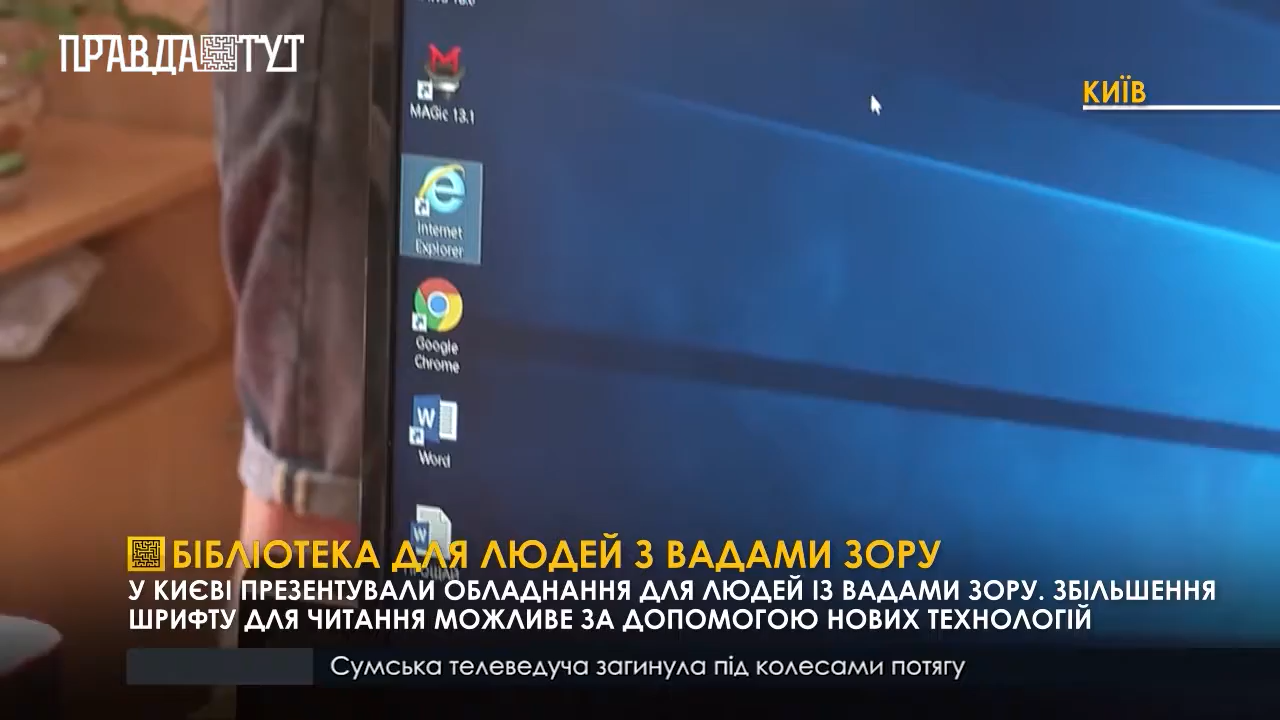 ПРАВДА ТУТ
КИЇВ
MAGic 13.1
Internet
Explorer
Google
Chrome
Word
БІБЛІОТЕКА ДЛЯ ЛЮДЕЙ З ВАДАМИ ЗОРУ
У КИЄВІ ПРЕЗЕНТУВАЛИ ОБЛАДНАННЯ ДЛЯ ЛЮДЕЙ ІЗ ВАДАМИ ЗОРУ. ЗБІЛЬШЕННЯ
ШРИФТУ ДЛЯ ЧИТАННЯ МОЖЛИВЕ ЗА ДОПОМОГОЮ НОВИХ ТЕХНОЛОГІЙ
Сумська телеведуча загинула під колесами потягу